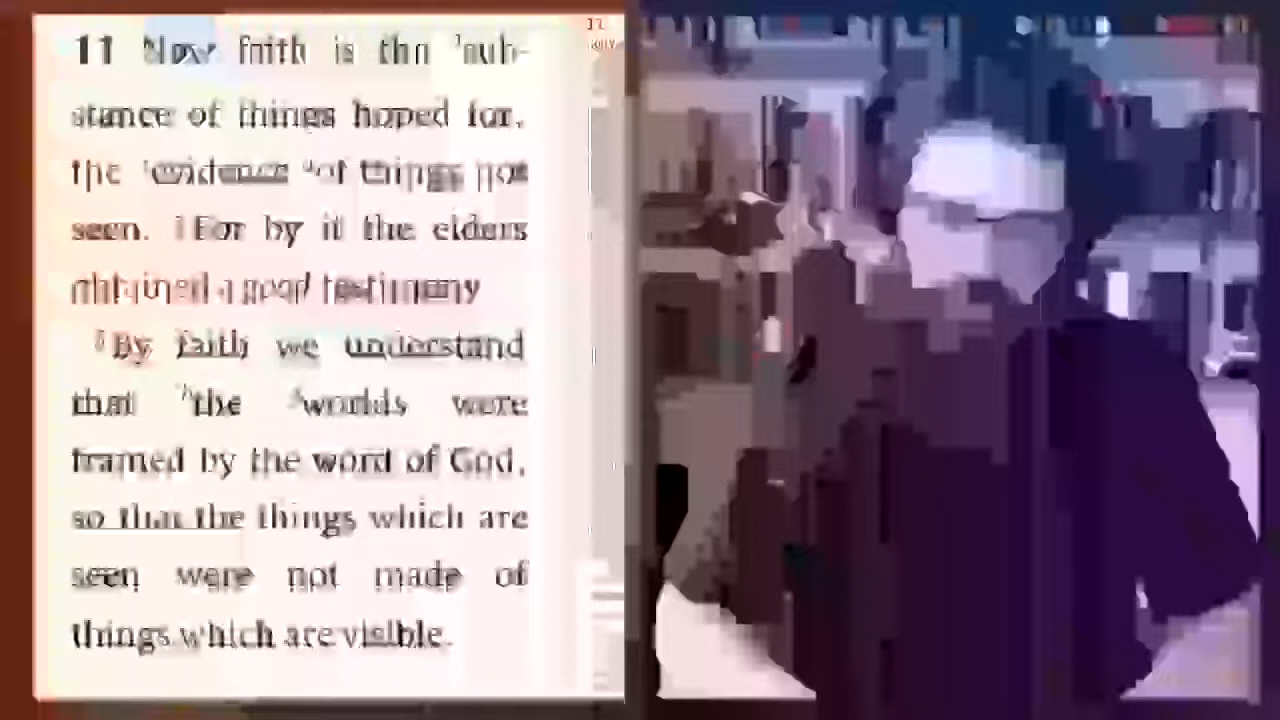 11 Now faith is the sub-
stance of things hoped for,
the evidence of things not
seen. For by it the elders
obtained a good testimony
By faith we understand
that the worlds were
framed by the word of God,
so that the things which are
seen were not made of
things which are visible.